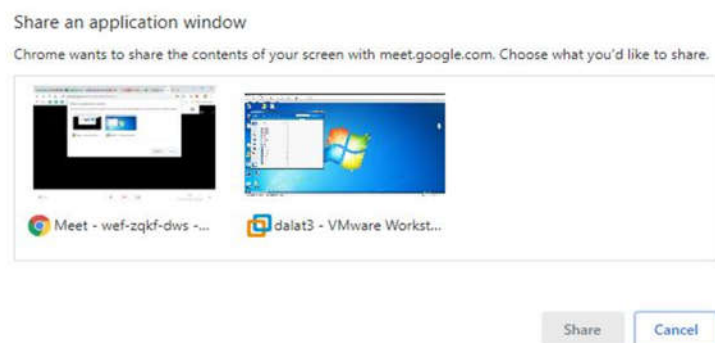 Share an application window
Chrome wants to share the contents of your screen with meet.google.com. Choose what you'd like to share.
Meet - wef-zqkf-dws -...
dalat3 - VMware Workst...
Share
Cancel